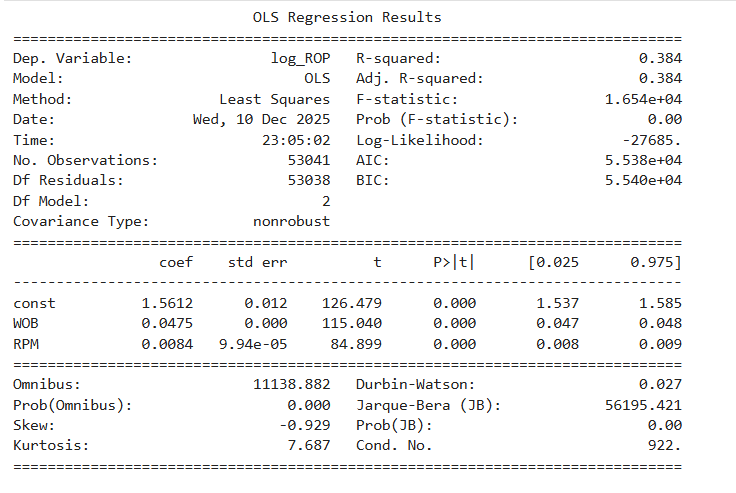 OLS Regression Results
==============================================================================
Dep. Variable: log_ROP R-squared: 0.384
Model: OLS Adj. R-squared: 0.384
Method: Least Squares F-statistic: 1.654e+04
Date: Wed, 10 Dec 2025 Prob (F-statistic): 0.00
Time: 23:05:02 Log-Likelihood: -27685.
No. Observations: 53041 AIC: 5.538e+04
Df Residuals: 53038 BIC: 5.540e+04
Df Model: 2
Covariance Type: nonrobust
==============================================================================
coef std err t P>|t| [0.025 0.975]
------------------------------------------------------------------------------
const 1.5612 0.012 126.479 0.000 1.537 1.585
WOB 0.0475 0.000 115.040 0.000 0.047 0.048
RPM 0.0084 9.94e-05 84.899 0.000 0.008 0.009
==============================================================================
Omnibus: 11138.882 Durbin-Watson: 0.027
Prob(Omnibus): 0.000 Jarque-Bera (JB): 56195.421
Skew: -0.929 Prob(JB): 0.00
Kurtosis: 7.687 Cond. No. 922.
==============================================================================